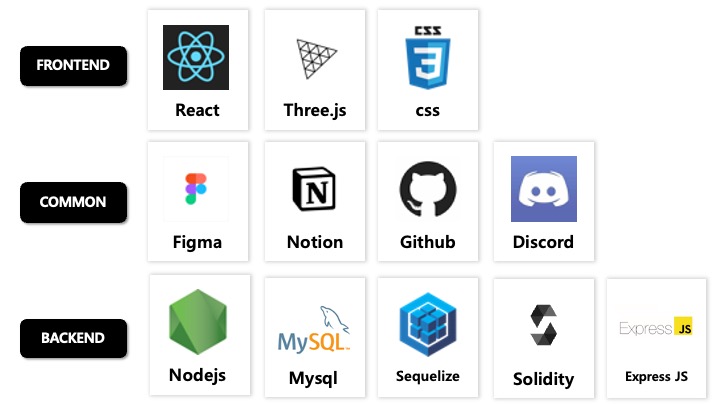 FRONTEND
CSS
3
React
Three.js
css
COMMON
N
Figma
Notion
Github
Discord
BACKEND
MySQL
Express JS
Nodejs
Mysql
Sequelize
Solidity
Express JS